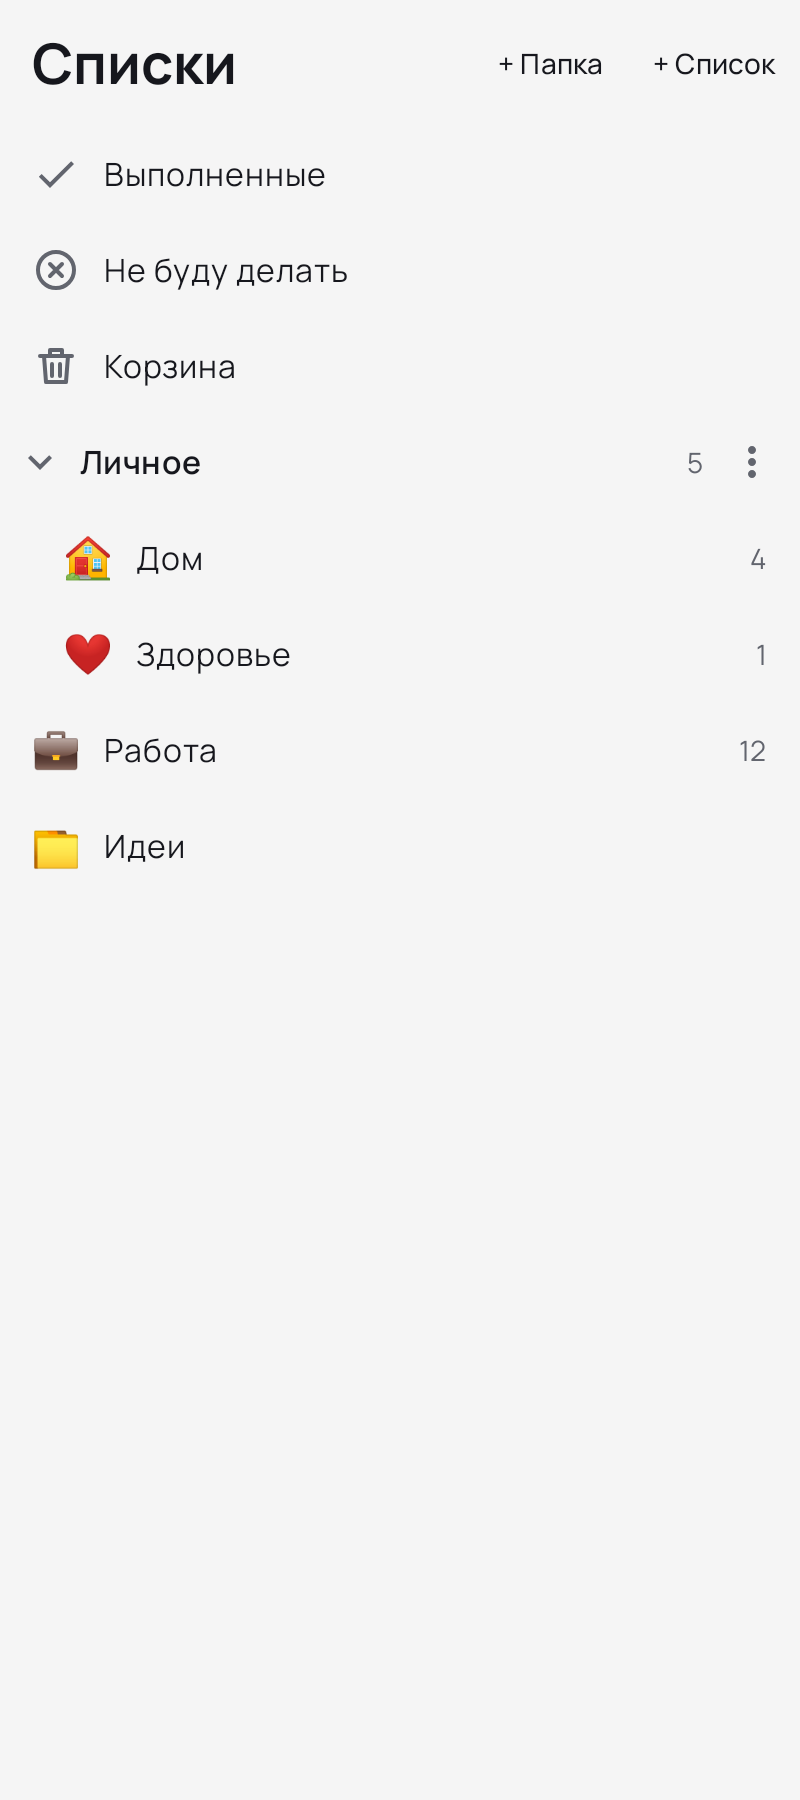 Списки + Папка + Список
Выполненные
Не буду делать
Корзина
Личное 5
Дом 4
Здоровье 1
Работа 12
Идеи